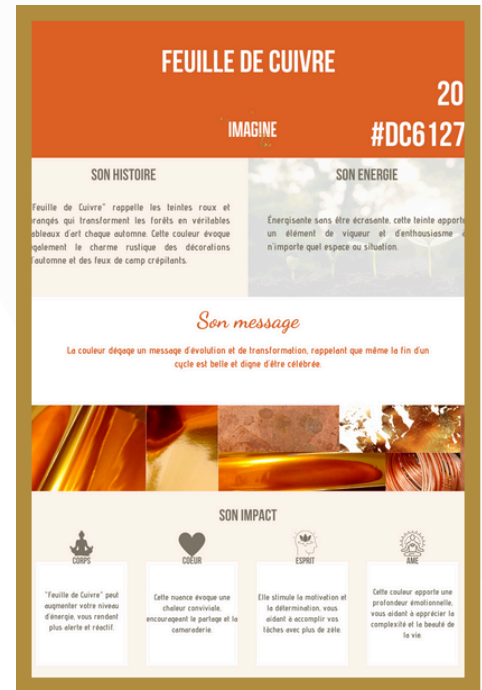 FEUILLE DE CUIVRE
20
IMAGINE
#DC6127
SON HISTOIRE
"Feuille de Cuivre" rappelle les teintes roux et
orangés qui transforment les forêts en véritables
tableaux d'art chaque automne. Cette couleur évoque
également le charme rustique des décorations
d'automne et des feux de camp crépitants.
SON ENERGIE
Énergisante sans être écrasante, cette teinte apporte
un élément de vigueur et d'enthousiasme à
n'importe quel espace ou situation.
Son message
La couleur dégage un message d'évolution et de transformation, rappelant que même la fin d'un
cycle est belle et digne d'être célébrée.
SON IMPACT
CORPS
"Feuille de Cuivre" peut
augmenter votre niveau
d'énergie, vous rendant
plus alerte et réactif.
COEUR
Cette nuance évoque une
chaleur conviviale,
encourageant le partage et la
camaraderie.
ESPRIT
Elle stimule la motivation et
la détermination, vous
aidant à accomplir vos
tâches avec plus de zèle.
AME
Cette couleur apporte une
profondeur émotionnelle,
vous aidant à apprécier la
complexité et la beauté de
la vie.